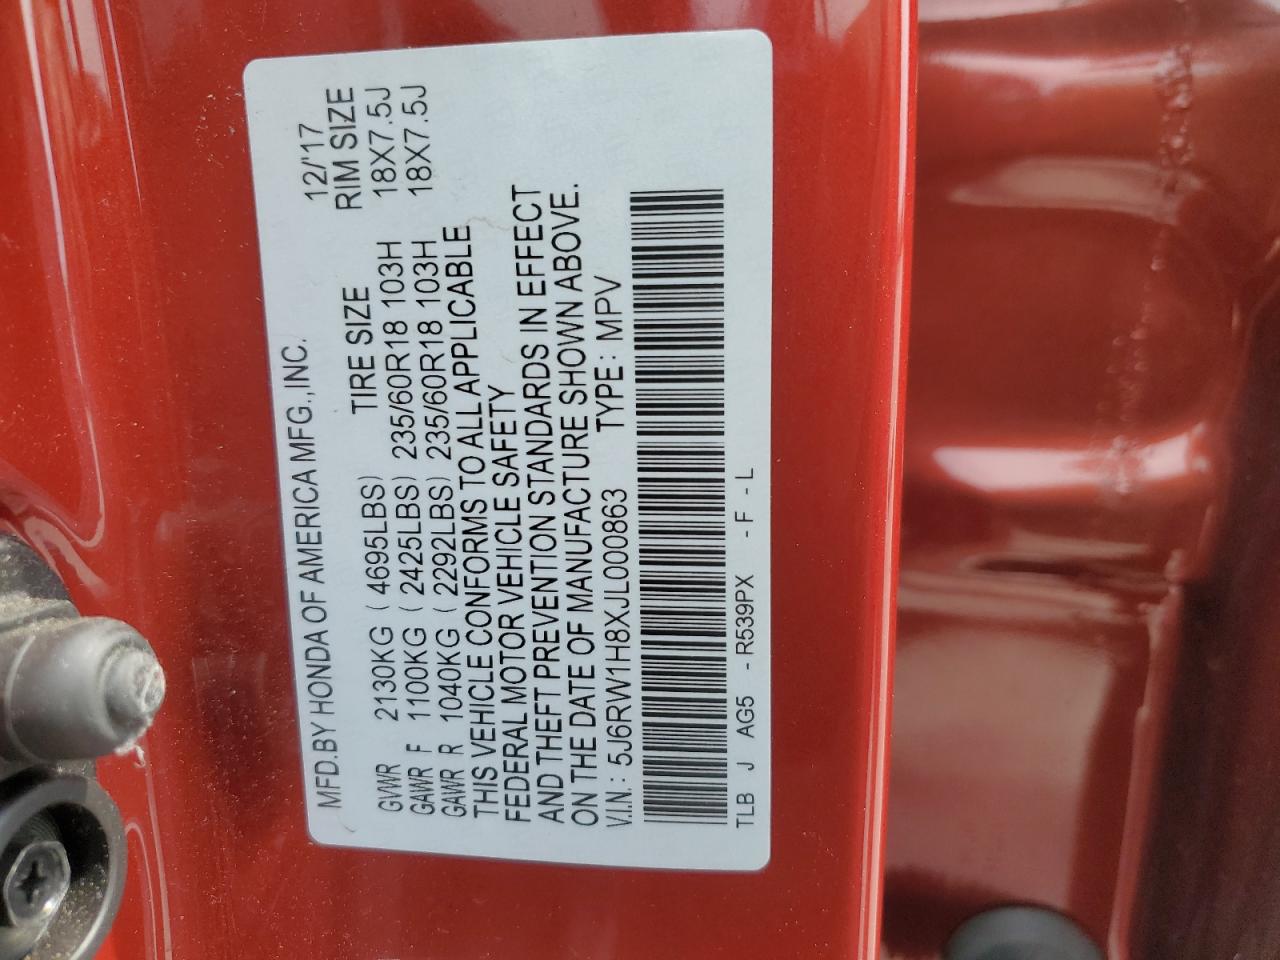 MFD.BY HONDA OF AMERICA MFG.,INC. 12/'17
TIRE SIZE RIM SIZE
GVWR 2130KG ( 4695LBS)
GAWR F 1100KG ( 2425LBS) 235/60R18 103H 18X7.5J
GAWR R 1040KG ( 2292LBS) 235/60R18 103H 18X7.5J
THIS VEHICLE CONFORMS TO ALL APPLICABLE
FEDERAL MOTOR VEHICLE SAFETY
AND THEFT PREVENTION STANDARDS IN EFFECT
ON THE DATE OF MANUFACTURE SHOWN ABOVE.
V.I.N.: 5J6RW1H8XJL000863 TYPE: MPV
TLB J AG5 - R539PX - F - L